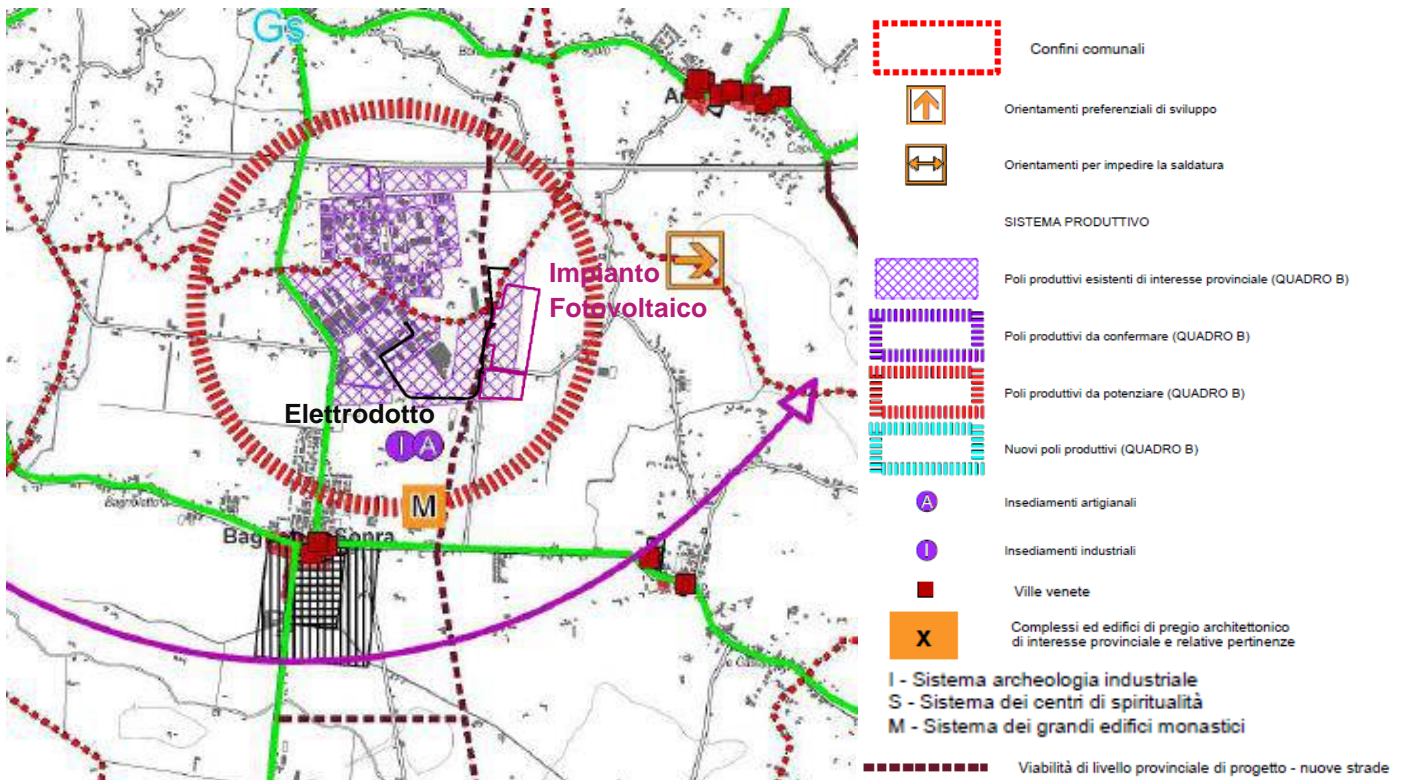 Gs
Impianto
Fotovoltaico
Elettrodotto
I A
M
Bagnoletto
Sopra
Confini comunali
Orientamenti preferenziali di sviluppo
Orientamenti per impedire la saldatura
SISTEMA PRODUTTIVO
Poli produttivi esistenti di interesse provinciale (QUADRO B)
Poli produttivi da confermare (QUADRO B)
Poli produttivi da potenziare (QUADRO B)
Nuovi poli produttivi (QUADRO B)
A
Insediamenti artigianali
I
Insediamenti industriali
Ville venete
X
Complessi ed edifici di pregio architettonico
di interesse provinciale e relative pertinenze
I - Sistema archeologia industriale
S - Sistema dei centri di spiritualità
M - Sistema dei grandi edifici monastici
Viabilità di livello provinciale di progetto - nuove strade